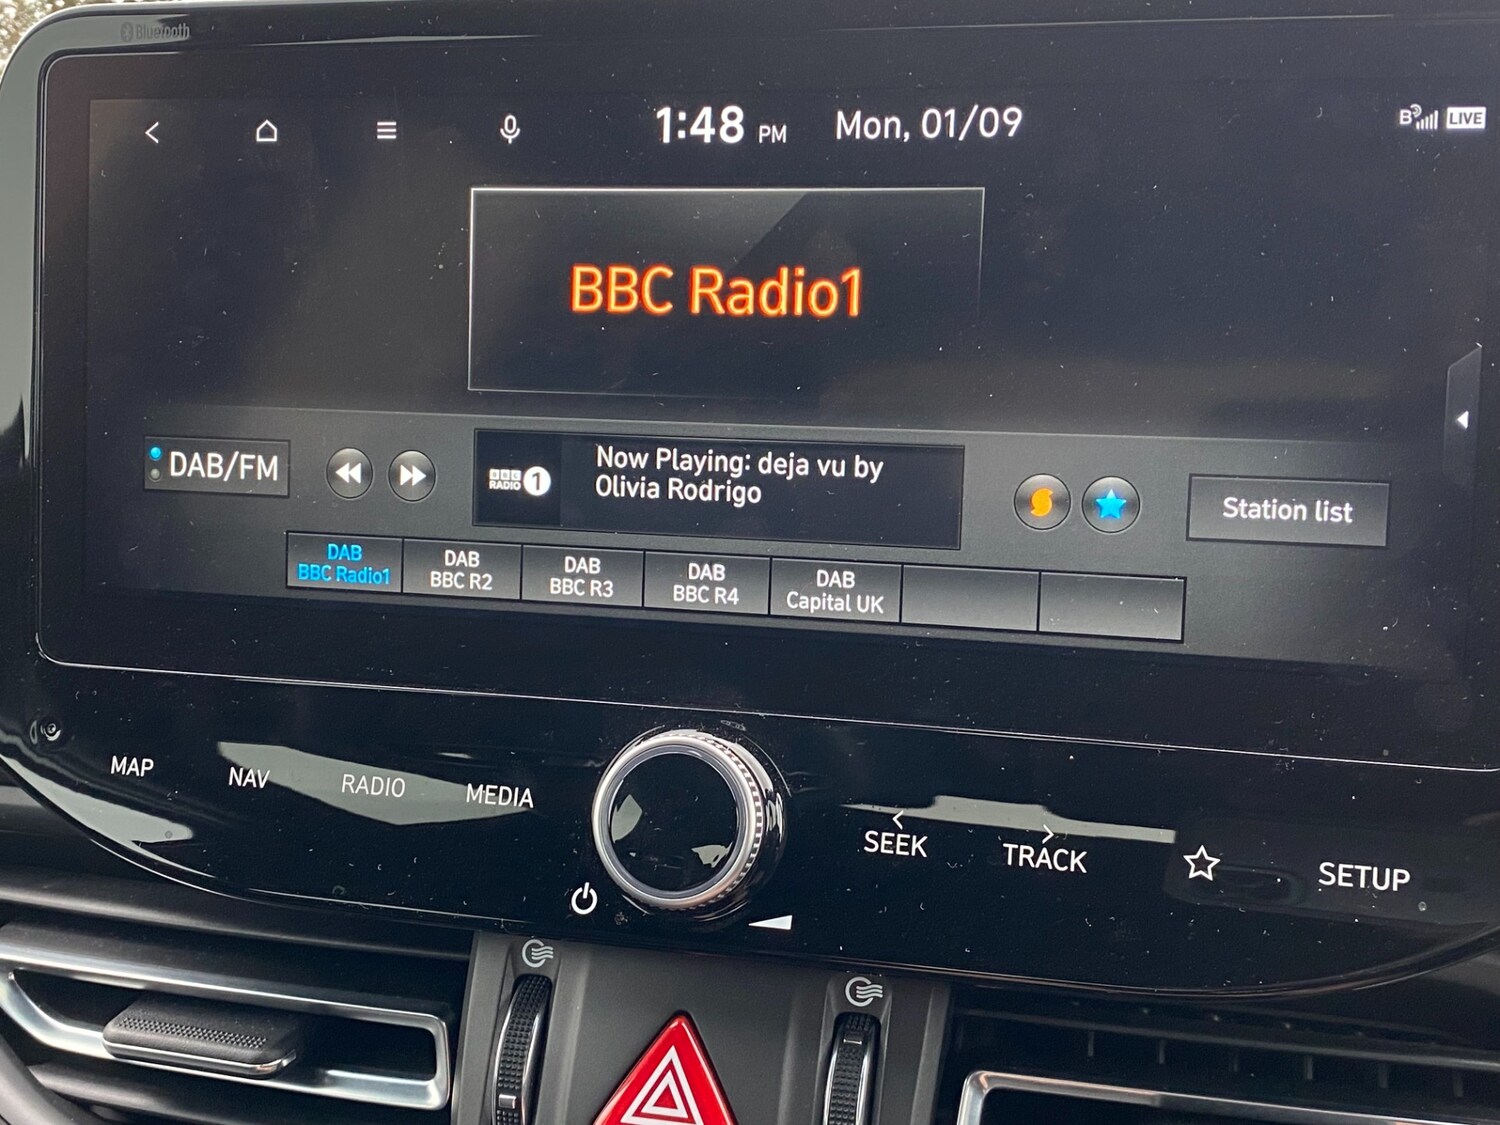 Bluetooth
1:48 PM Mon, 01/09
B LIVE
BBC Radio1
DAB/FM
BBC
RADIO 1
Now Playing: deja vu by
Olivia Rodrigo
Station list
DAB
BBC Radio1
DAB
BBC R2
DAB
BBC R3
DAB
BBC R4
DAB
Capital UK
MAP
NAV
RADIO
MEDIA
SEEK
TRACK
SETUP